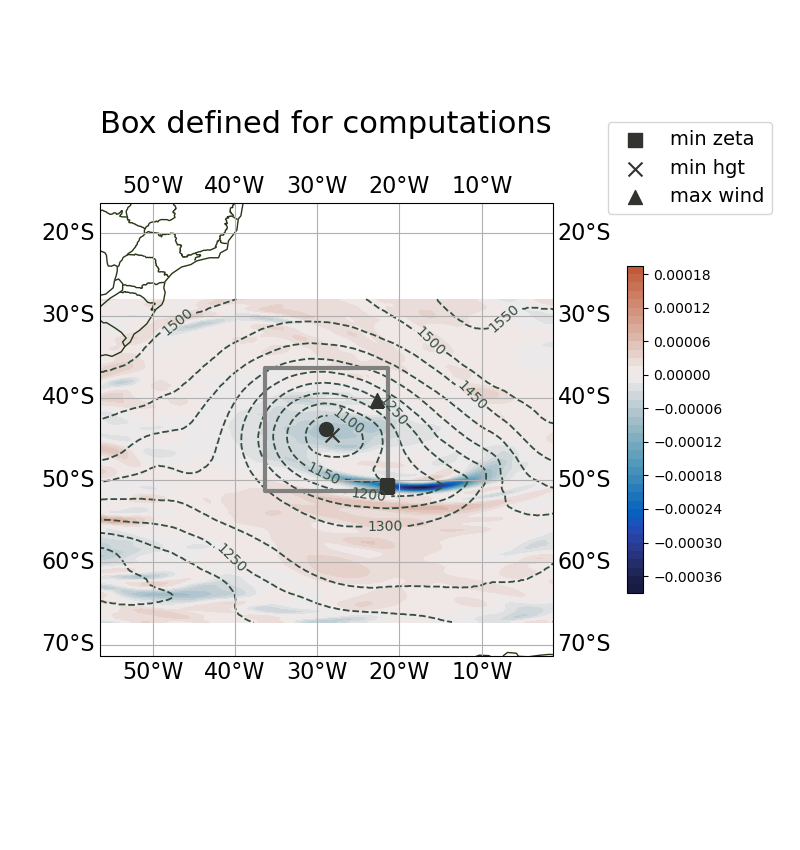 Box defined for computations
min zeta
min hgt
max wind
50°W 40°W 30°W 20°W 10°W
20°S 20°S
30°S 30°S
40°S 40°S
50°S 50°S
60°S 60°S
70°S 70°S
50°W 40°W 30°W 20°W 10°W
1500
1500
1550
1450
1250
1100
1150
1200
1300
1250
0.00018
0.00012
0.00006
0.00000
−0.00006
−0.00012
−0.00018
−0.00024
−0.00030
−0.00036